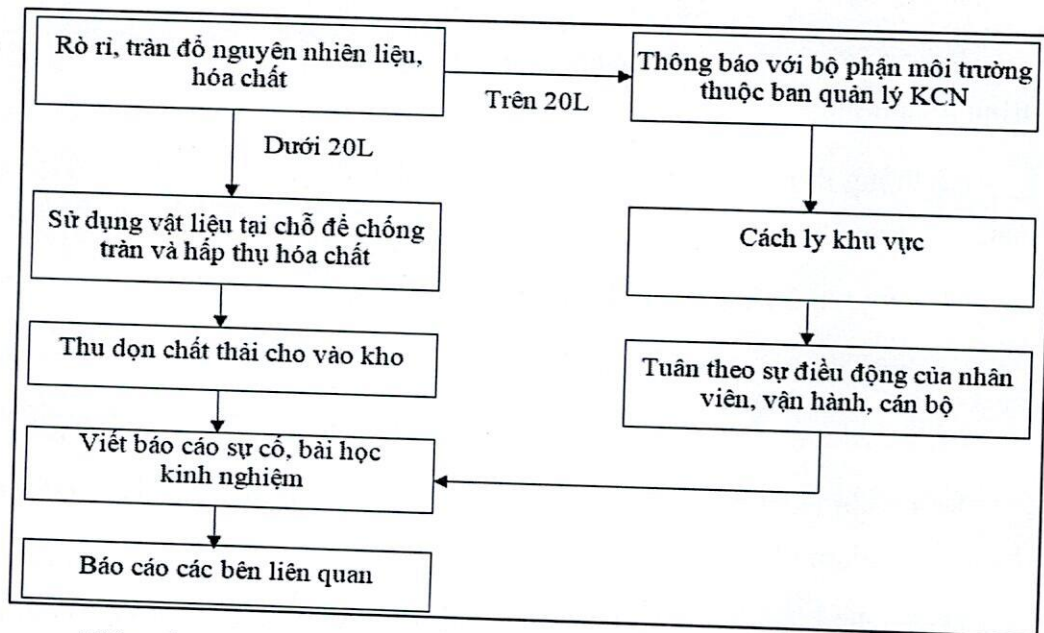 Rò rỉ, tràn đổ nguyên nhiên liệu,
hóa chất
Trên 20L
Thông báo với bộ phận môi trường
thuộc ban quản lý KCN
Dưới 20L
Sử dụng vật liệu tại chỗ để chống
tràn và hấp thụ hóa chất
Cách ly khu vực
Thu dọn chất thải cho vào kho
Tuân theo sự điều động của nhân
viên, vận hành, cán bộ
Viết báo cáo sự cố, bài học
kinh nghiệm
Báo cáo các bên liên quan